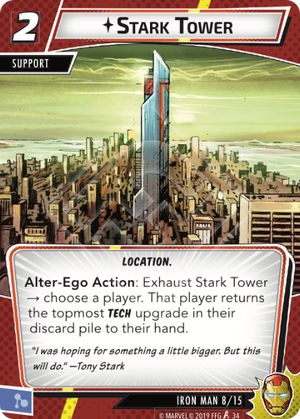 2
STARK TOWER
SUPPORT
LOCATION.
Alter-Ego Action: Exhaust Stark Tower
→ choose a player. That player returns
the topmost TECH upgrade in their
discard pile to their hand.
"I was hoping for something a little bigger. But this
will do." —Tony Stark
IRON MAN 8/15
© MARVEL © 2019 FFG A 34